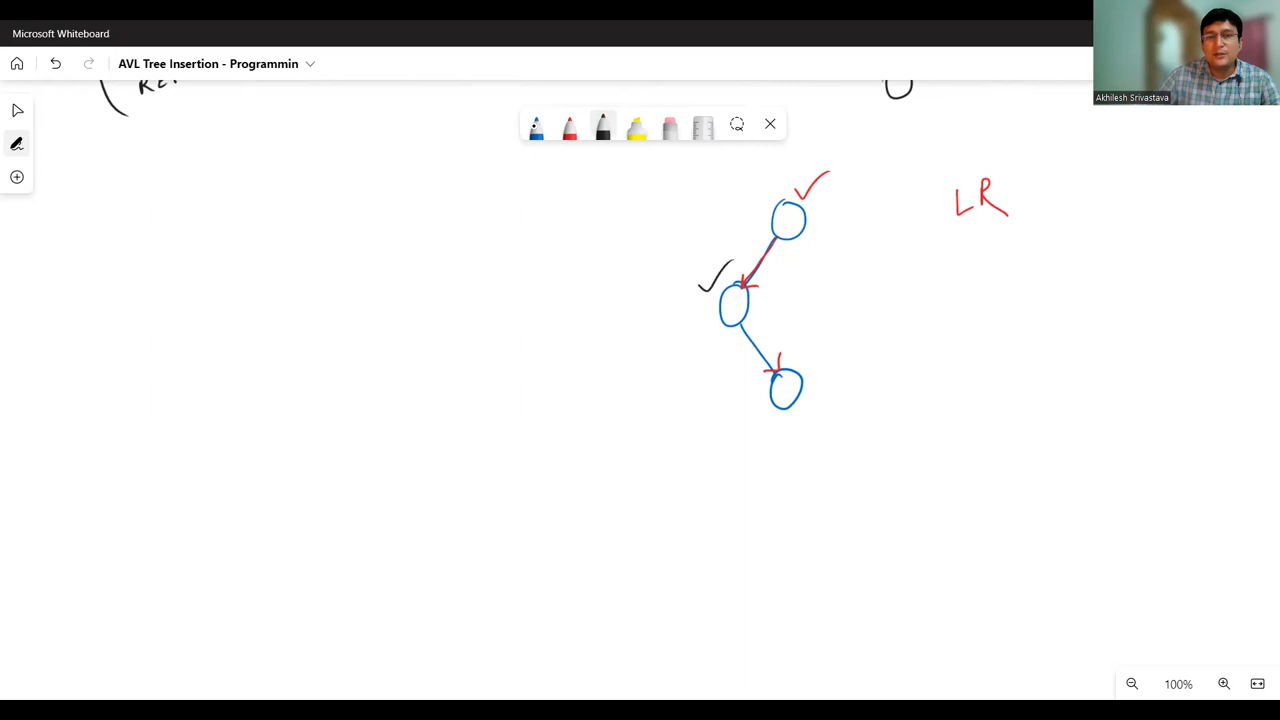 Microsoft Whiteboard
AVL Tree Insertion - Programmin
Akhilesh Srivastava
LR
100%